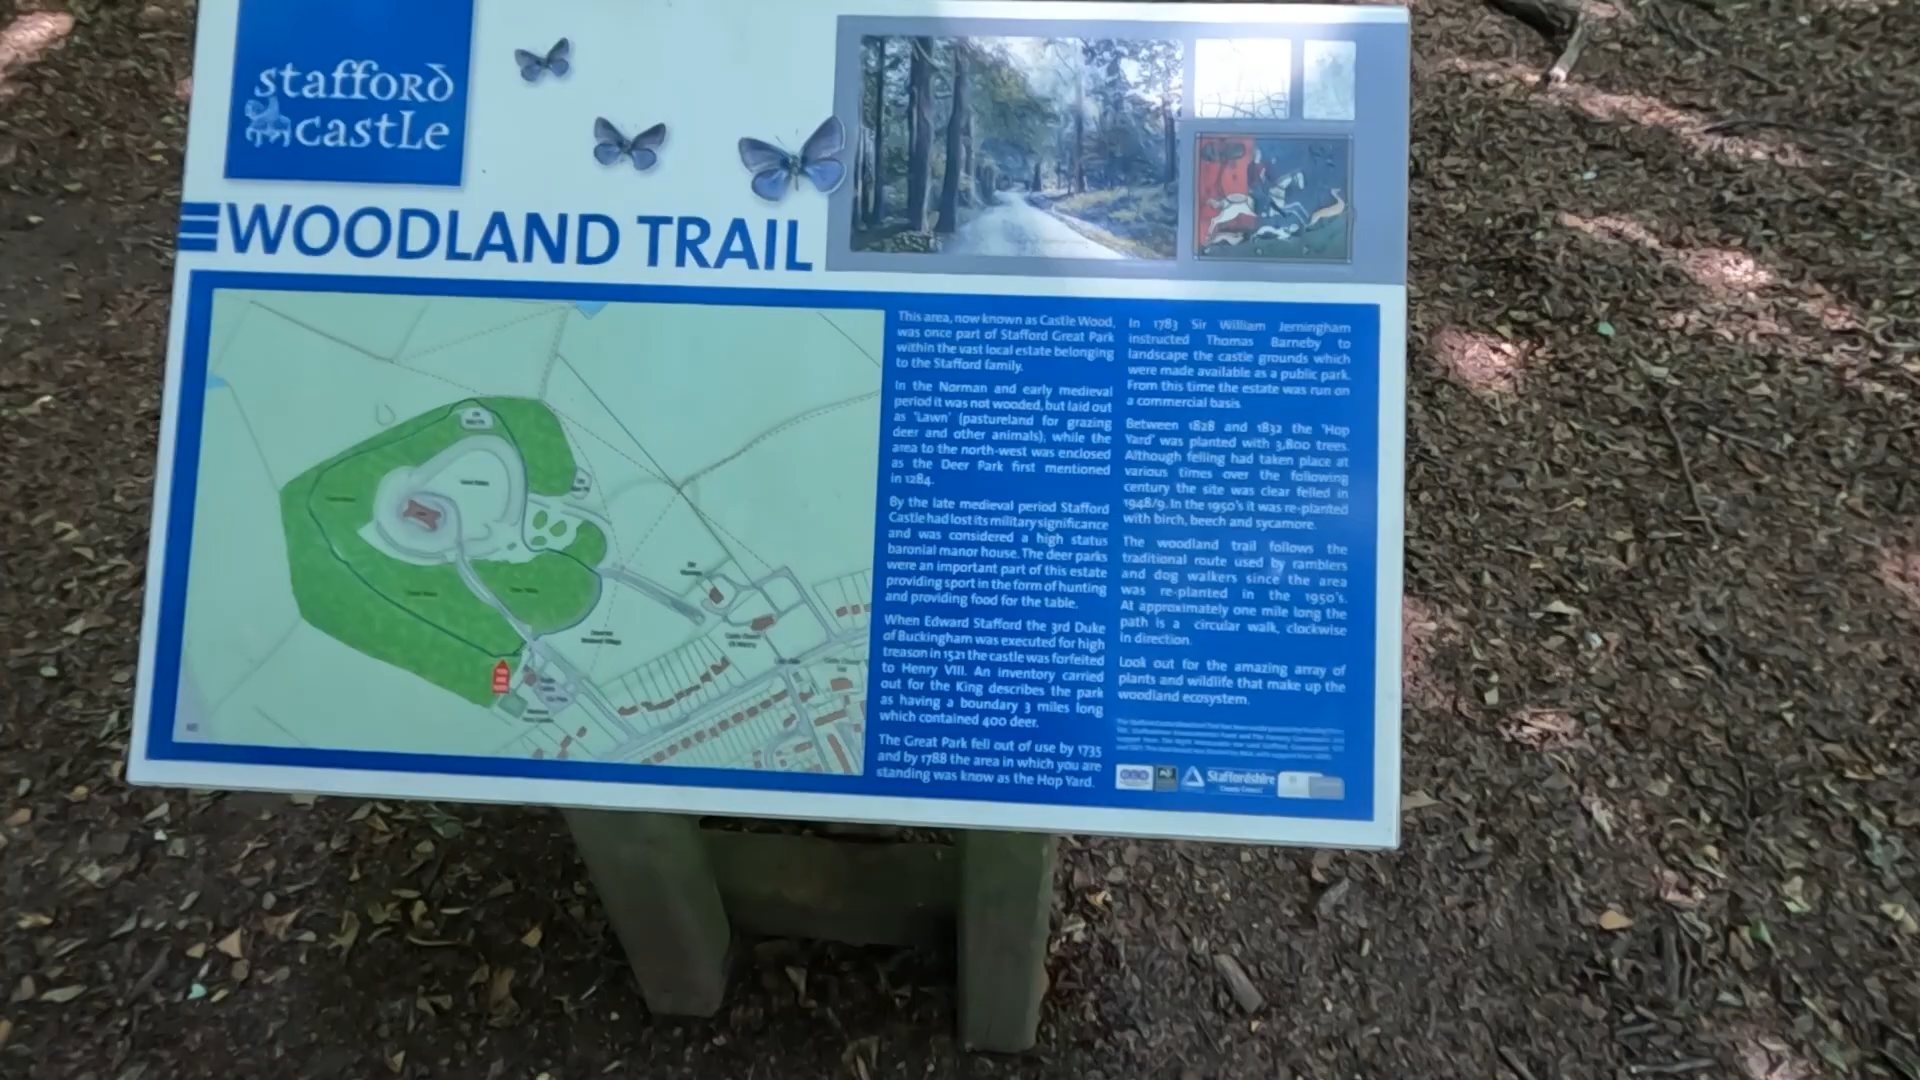 stafford
castle
WOODLAND TRAIL
This area, now known as Castle Wood,
was once part of Stafford Great Park
within the vast local estate belonging
to the Stafford family.
In the Norman and early medieval
period it was not wooded, but laid out
as 'Lawn' (pastureland for grazing
deer and other animals), while the
area to the north-west was enclosed
as the Deer Park first mentioned
in 1284.
By the late medieval period Stafford
Castle had lost its military significance
and was considered a high status
baronial manor house. The deer parks
were an important part of this estate
providing sport in the form of hunting
and providing food for the table.
When Edward Stafford the 3rd Duke
of Buckingham was executed for high
treason in 1521 the castle was forfeited
to Henry VIII. An inventory carried
out for the King describes the park
as having a boundary 3 miles long
which contained 400 deer.
The Great Park fell out of use by 1735
and by 1788 the area in which you are
standing was know as the Hop Yard.
In 1783 Sir William Jerningham
instructed Thomas Barneby to
landscape the castle grounds which
were made available as a public park.
From this time the estate was run on
a commercial basis.
Between 1828 and 1832 the 'Hop
Yard' was planted with 3,800 trees.
Although felling had taken place at
various times over the following
century the site was clear felled in
1948/9. In the 1950's it was re-planted
with birch, beech and sycamore.
The woodland trail follows the
traditional route used by ramblers
and dog walkers since the area
was re-planted in the 1950's.
At approximately one mile long the
path is a circular walk, clockwise
in direction.
Look out for the amazing array of
plants and wildlife that make up the
woodland ecosystem.
Staffordshire
County Council